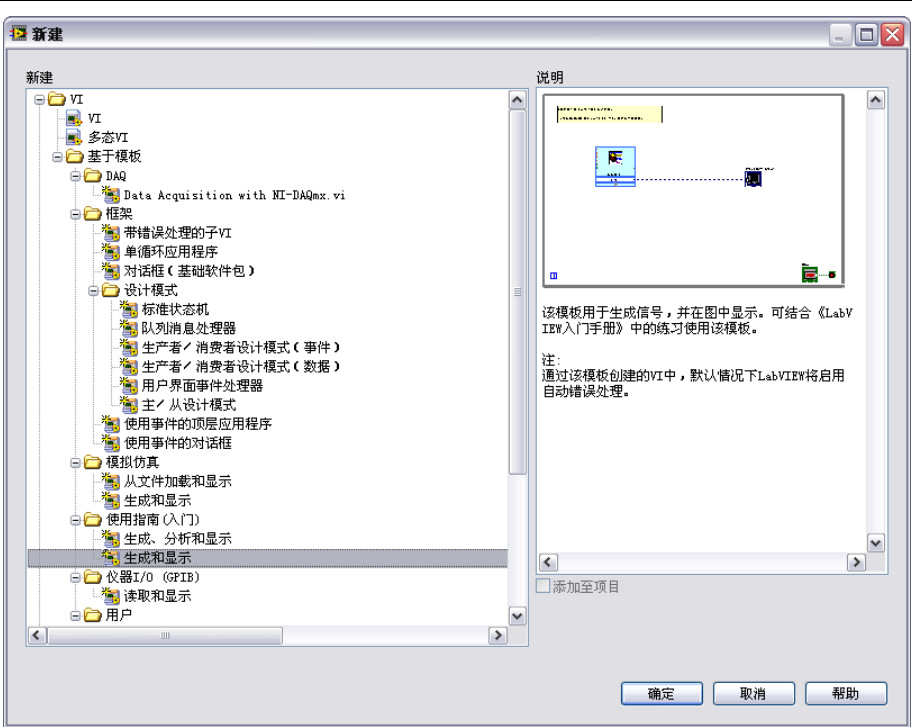 新建
新建
VI
VI
多态VI
基于模板
DAQ
Data Acquisition with NI-DAQmx.vi
框架
带错误处理的子VI
单循环应用程序
对话框(基础软件包)
设计模式
标准状态机
队列消息处理器
生产者/消费者设计模式(事件)
生产者/消费者设计模式(数据)
用户界面事件处理器
主/从设计模式
使用事件的顶层应用程序
使用事件的对话框
模拟仿真
从文件加载和显示
生成和显示
使用指南(入门)
生成、分析和显示
生成和显示
仪器I/O (GPIB)
读取和显示
用户
说明
该模板用于生成信号,并在图中显示。可结合《LabV
IEW入门手册》中的练习使用该模板。
注:
通过该模板创建的VI中,默认情况下LabVIEW将启用
自动错误处理。
添加至项目
确定
取消
帮助